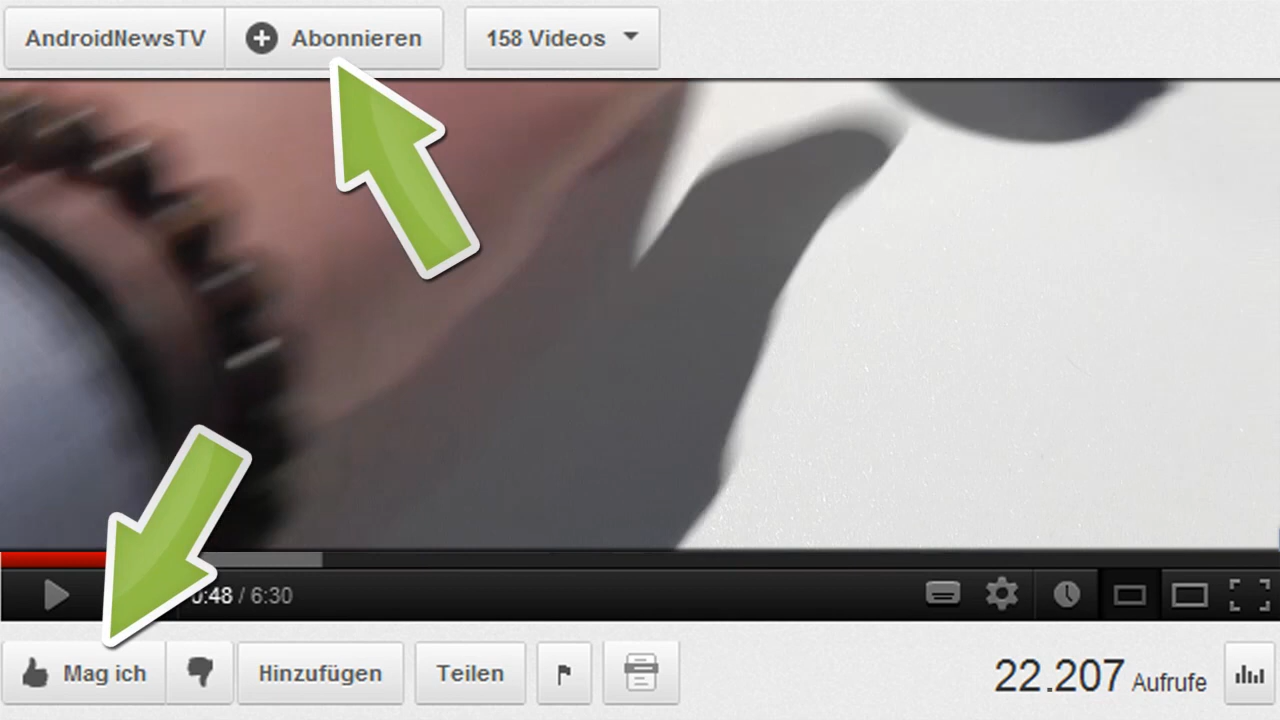 AndroidNewsTV Abonnieren 158 Videos
0:48 / 6:30
Mag ich Hinzufügen Teilen 22.207 Aufrufe